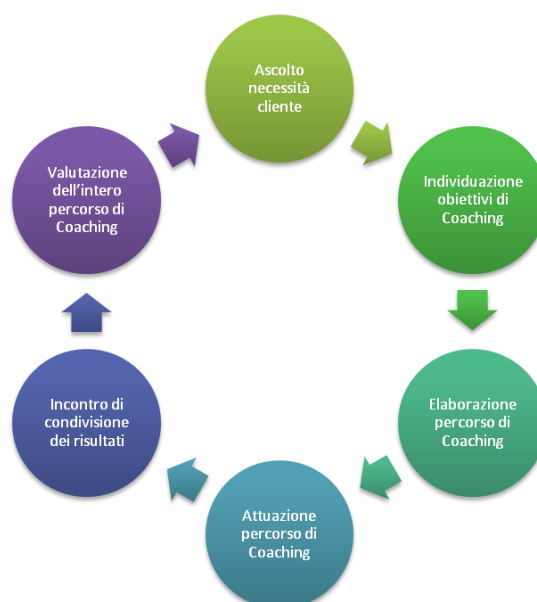 Ascolto
necessità
cliente
Individuazione
obiettivi di
Coaching
Elaborazione
percorso di
Coaching
Attuazione
percorso di
Coaching
Incontro di
condivisione
dei risultati
Valutazione
dell'intero
percorso di
Coaching